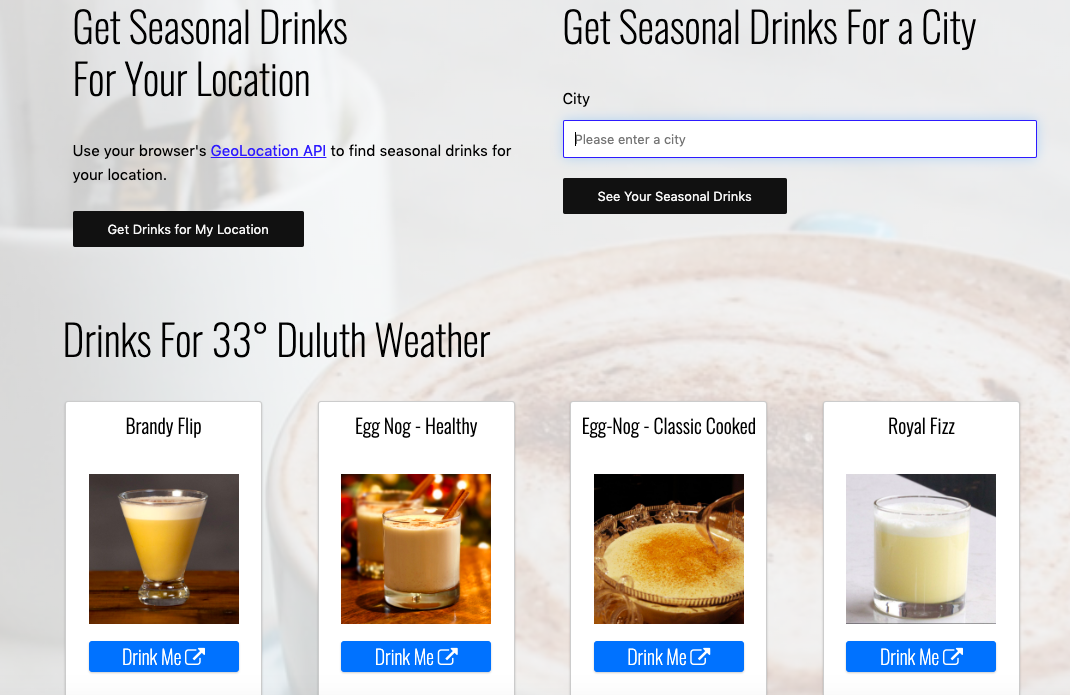 Get Seasonal Drinks
For Your Location
Use your browser's GeoLocation API to find seasonal drinks for
your location.
Get Drinks for My Location
Get Seasonal Drinks For a City
City
Please enter a city
See Your Seasonal Drinks
Drinks For 33° Duluth Weather
Brandy Flip
Drink Me
Egg Nog - Healthy
Drink Me
Egg-Nog - Classic Cooked
Drink Me
Royal Fizz
Drink Me